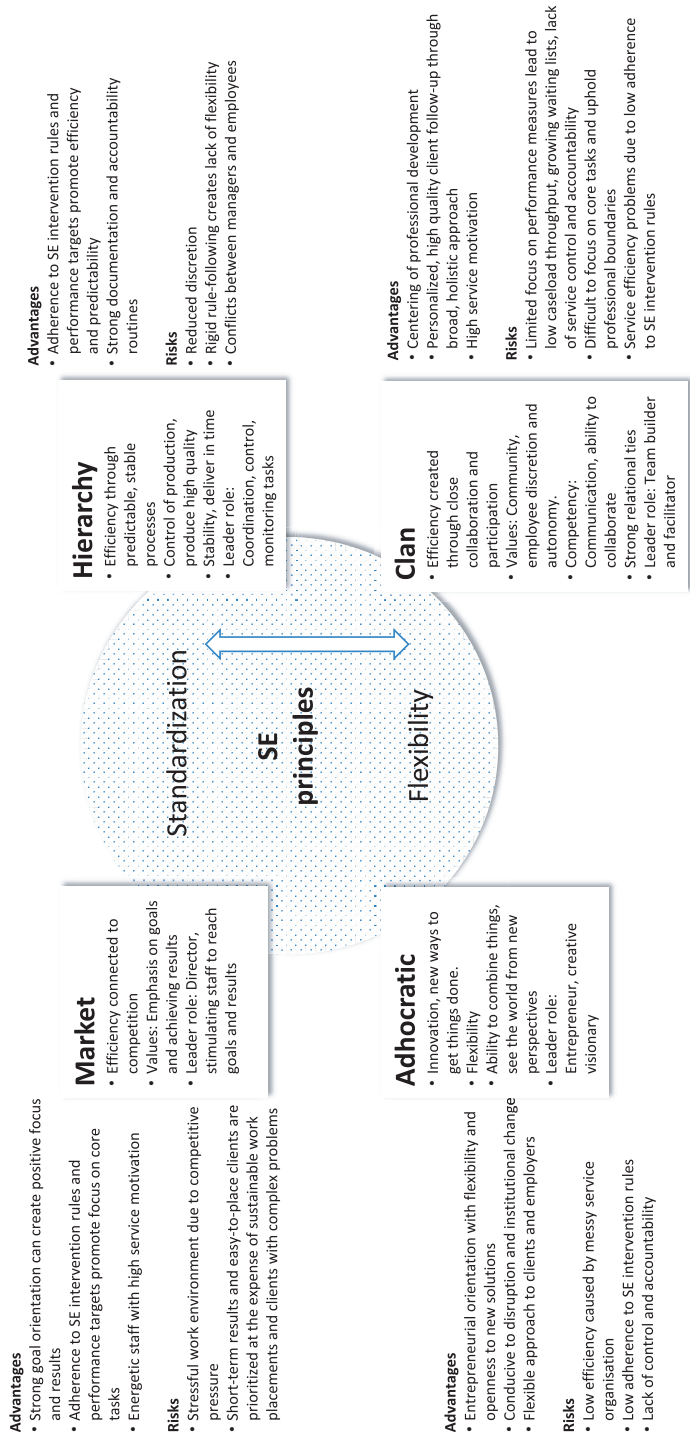 Advantages
• Strong goal orientation can create positive focus
and results
• Adherence to SE intervention rules and
performance targets promote focus on core
tasks
• Energetic staff with high service motivation
Risks
• Stressful work environment due to competitive
pressure
• Short-term results and easy-to-place clients are
prioritized at the expense of sustainable work
placements and clients with complex problems
Market
• Efficiency connected to
competition
• Values: Emphasis on goals
and achieving results
• Leader role: Director,
stimulating staff to reach
goals and results
Standardization
SE
principles
Flexibility
Hierarchy
• Efficiency through
predictable, stable
processes
• Control of production,
produce high quality
• Stability, deliver in time
• Leader role:
Coordination, control,
monitoring tasks
Advantages
• Adherence to SE intervention rules and
performance targets promote efficiency
and predictability
• Strong documentation and accountability
routines
Risks
• Reduced discretion
• Rigid rule-following creates lack of flexibility
• Conflicts between managers and employees
Advantages
• Entrepreneurial orientation with flexibility and
openness to new solutions
• Conducive to disruption and institutional change
• Flexible approach to clients and employers
Risks
• Low efficiency caused by messy service
organisation
• Low adherence to SE intervention rules
• Lack of control and accountability
Adhocratic
• Innovation, new ways to
get things done.
• Flexibility
• Ability to combine things,
see the world from new
perspectives
• Leader role:
Entrepreneur, creative
visionary
Clan
• Efficiency created
through close
collaboration and
participation
• Values: Community,
employee discretion and
autonomy.
• Competency:
Communication, ability to
collaborate
• Strong relational ties
• Leader role: Team builder
and facilitator
Advantages
• Centering of professional development
• Personalized, high quality client follow-up through
broad, holistic approach
• High service motivation
Risks
• Limited focus on performance measures lead to
low caseload throughput, growing waiting lists, lack
of service control and accountability
• Difficult to focus on core tasks and uphold
professional boundaries
• Service efficiency problems due to low adherence
to SE intervention rules